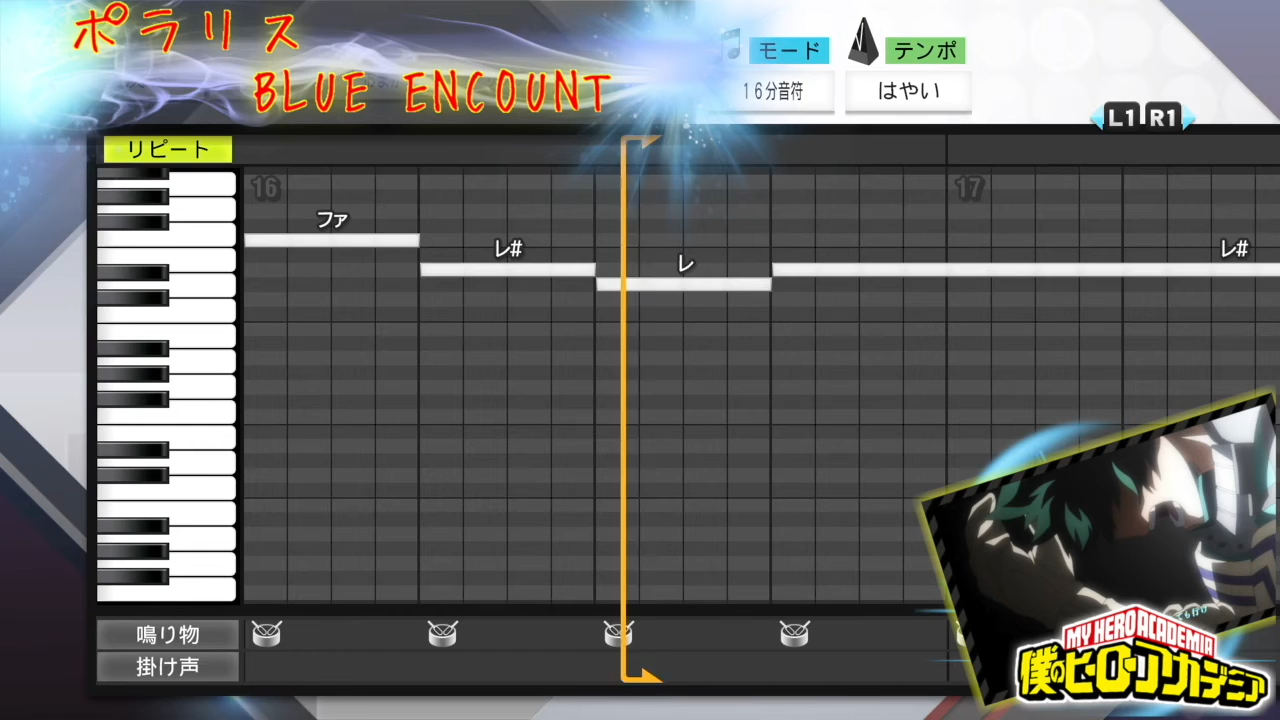 ポラリス
BLUE ENCOUNT
モード
テンポ
16分音符
はやい
L1 R1
リピート
16
17
ファ
レ#
レ
レ#
鳴り物
掛け声
MY HERO ACADEMIA
僕のヒーローアカデミア